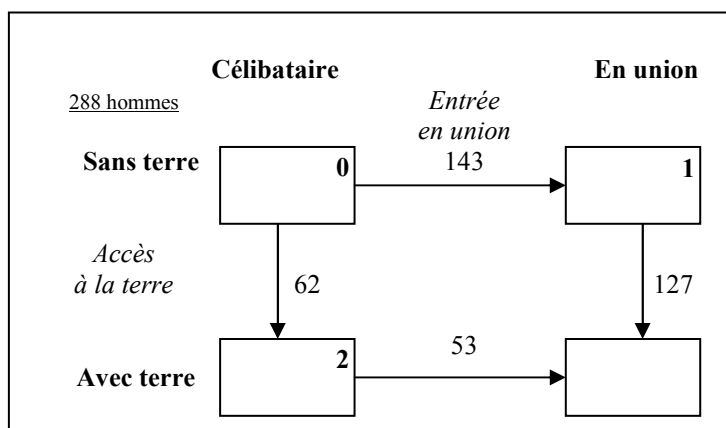 Célibataire En union
288 hommes
Entrée
en union
Sans terre 0 143 1
Accès
à la terre
62 127
53
Avec terre 2